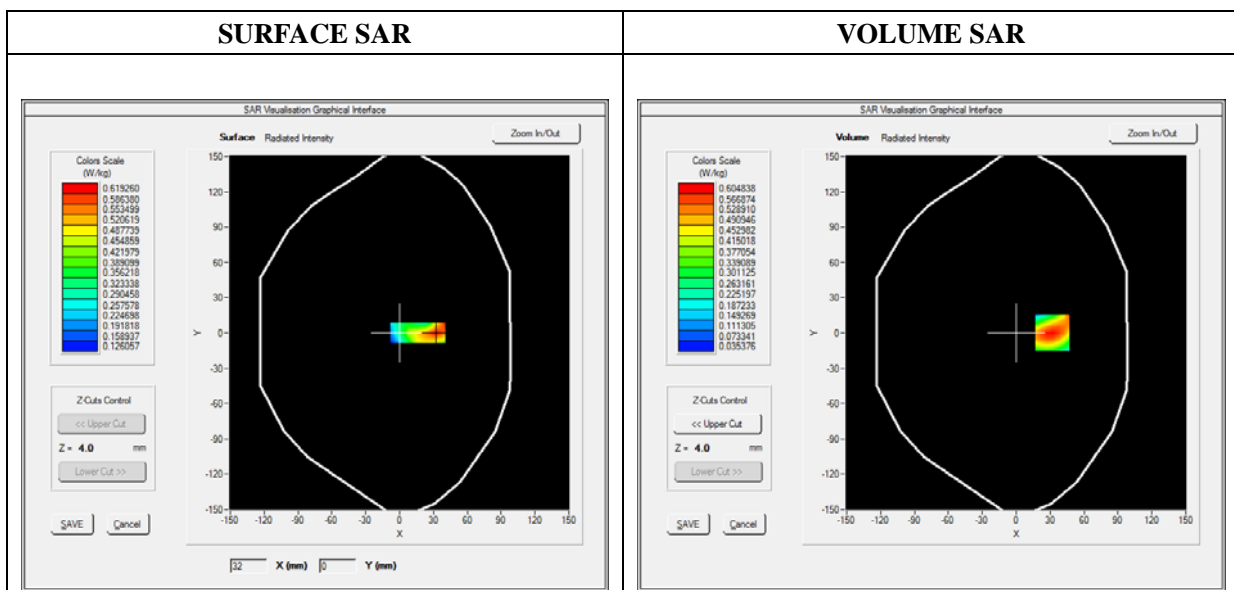 SURFACE SAR
VOLUME SAR
SAR Visualisation Graphical Interface
Surface Radiated Intensity
Zoom In/Out
Colors Scale
(W/kg)
0.619260
0.586380
0.553499
0.520619
0.487739
0.454859
0.421979
0.389099
0.356218
0.323338
0.290458
0.257578
0.224698
0.191818
0.158937
0.126057
Z-Cuts Control
<< Upper Cut
Z = 4.0 mm
Lower Cut >>
SAVE Cancel
150
120
90
60
30
0
-30
-60
-90
-120
-150
Y
-150 -120 -90 -60 -30 0 30 60 90 120 150
X
32 X (mm) 0 Y (mm)
SAR Visualisation Graphical Interface
Volume Radiated Intensity
Zoom In/Out
Colors Scale
(W/kg)
0.604838
0.566874
0.528910
0.490946
0.452982
0.415018
0.377054
0.339089
0.301125
0.263161
0.225197
0.187233
0.149269
0.111305
0.073341
0.035376
Z-Cuts Control
<< Upper Cut
Z = 4.0 mm
Lower Cut >>
SAVE Cancel
150
120
90
60
30
0
-30
-60
-90
-120
-150
Y
-150 -120 -90 -60 -30 0 30 60 90 120 150
X